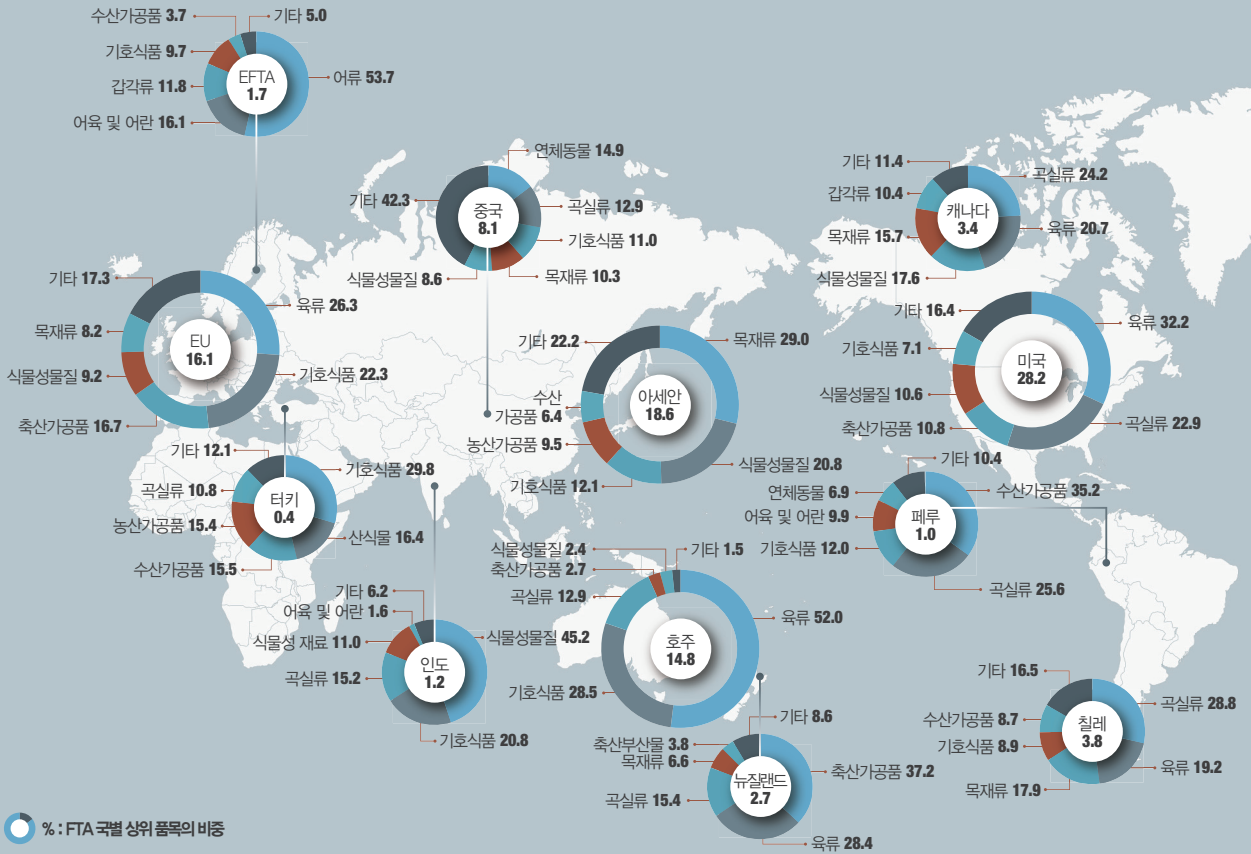 수산가공품 3.7
기타 5.0
기호식품 9.7
갑각류 11.8
어육 및 어란 16.1
어류 53.7
EFTA
1.7
연체동물 14.9
기타 42.3
곡실류 12.9
기호식품 11.0
목재류 10.3
식물성물질 8.6
중국
8.1
기타 11.4
갑각류 10.4
목재류 15.7
식물성물질 17.6
곡실류 24.2
육류 20.7
캐나다
3.4
기타 17.3
목재류 8.2
식물성물질 9.2
축산가공품 16.7
육류 26.3
기호식품 22.3
EU
16.1
기타 22.2
수산
가공품 6.4
농산가공품 9.5
기호식품 12.1
목재류 29.0
식물성물질 20.8
아세안
18.6
기타 16.4
기호식품 7.1
식물성물질 10.6
축산가공품 10.8
육류 32.2
곡실류 22.9
미국
28.2
기타 12.1
곡실류 10.8
농산가공품 15.4
수산가공품 15.5
기호식품 29.8
산식물 16.4
터키
0.4
기타 10.4
연체동물 6.9
어육 및 어란 9.9
기호식품 12.0
수산가공품 35.2
곡실류 25.6
페루
1.0
기타 6.2
어육 및 어란 1.6
식물성 재료 11.0
곡실류 15.2
식물성물질 45.2
기호식품 20.8
인도
1.2
식물성물질 2.4
기타 1.5
축산가공품 2.7
곡실류 12.9
기호식품 28.5
육류 52.0
호주
14.8
기타 8.6
축산부산물 3.8
목재류 6.6
곡실류 15.4
축산가공품 37.2
육류 28.4
뉴질랜드
2.7
기타 16.5
수산가공품 8.7
기호식품 8.9
목재류 17.9
곡실류 28.8
육류 19.2
칠레
3.8
% : FTA 국별 상위 품목의 비중